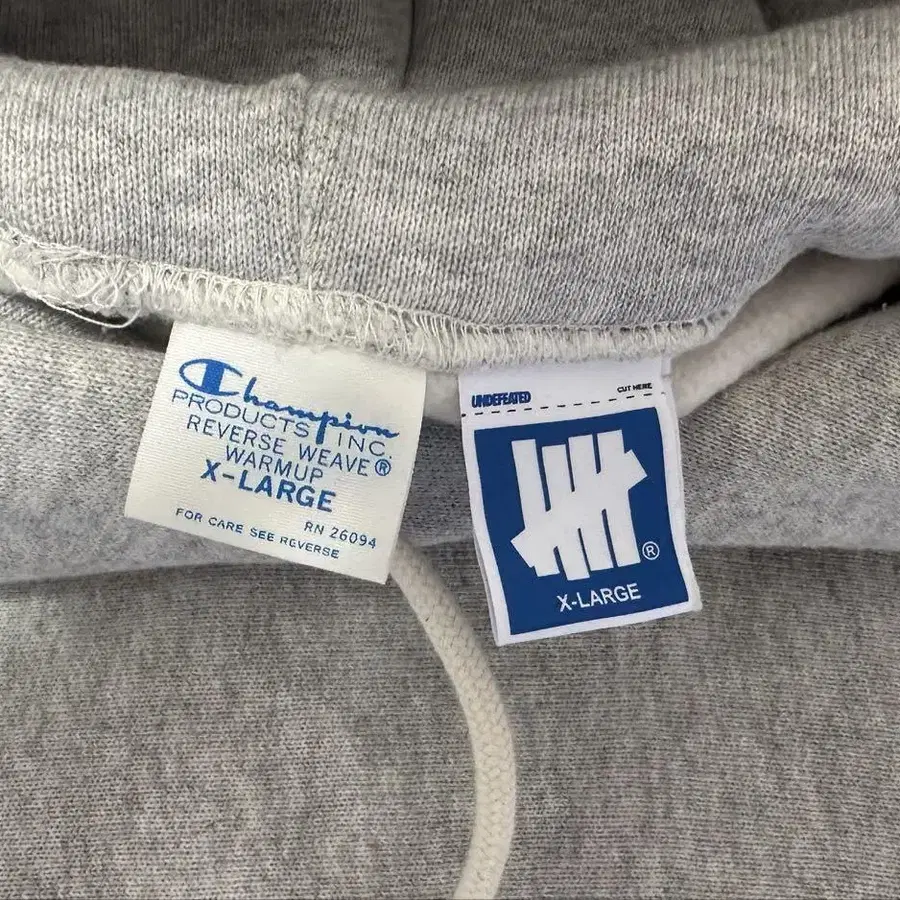 Champion
PRODUCTS INC.
REVERSE WEAVE®
WARMUP
X-LARGE
RN 26094
FOR CARE SEE REVERSE
UNDEFEATED
CUT HERE
®
X-LARGE